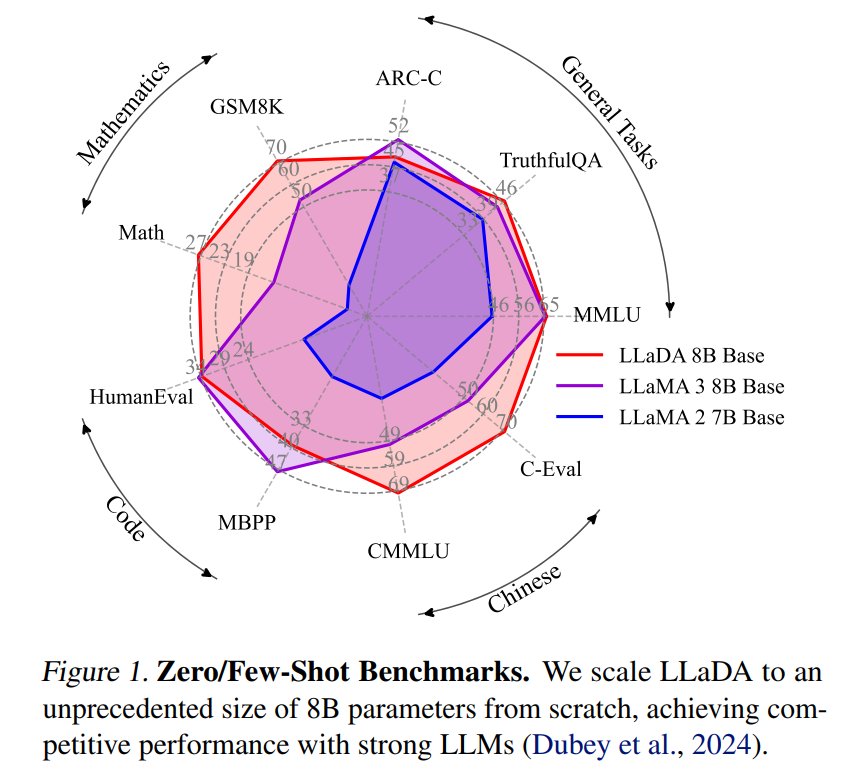 Mathematics
General Tasks
ARC-C
GSM8K
52
70
45
60
37
50
TruthfulQA
46
39
33
Math
27
23
19
46
56
65
MMLU
LLaDA 8B Base
LLaMA 3 8B Base
LLaMA 2 7B Base
29
24
HumanEval
50
60
70
33
40
47
49
59
69
C-Eval
MBPP
CMMLU
Code
Chinese
Figure 1. Zero/Few-Shot Benchmarks. We scale LLaDA to an
unprecedented size of 8B parameters from scratch, achieving com-
petitive performance with strong LLMs (Dubey et al., 2024).